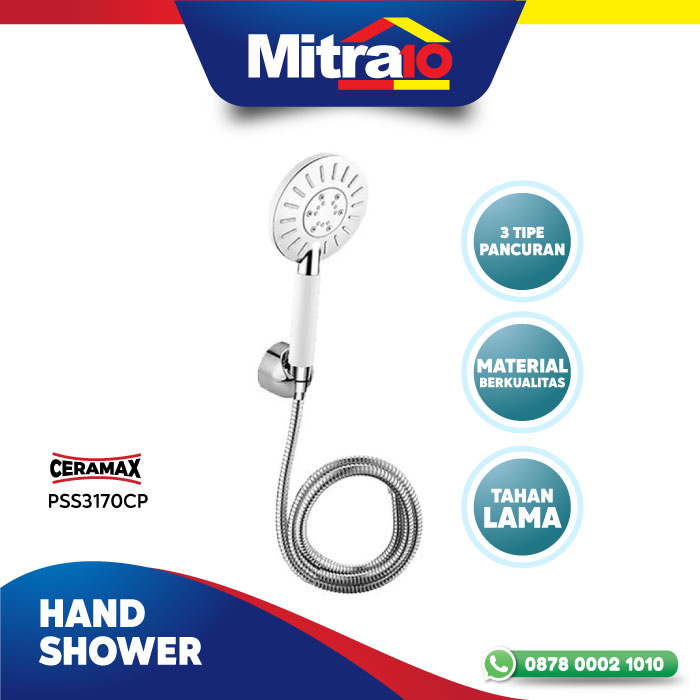 Mitra10
3 TIPE
PANCURAN
MATERIAL
BERKUALITAS
TAHAN
LAMA
CERAMAX
PSS3170CP
HAND
SHOWER
0878 0002 1010